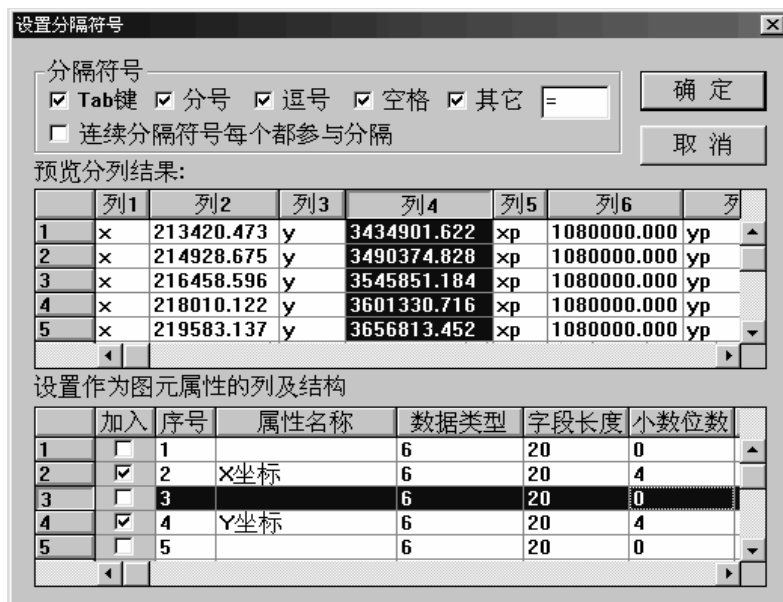 设置分隔符号
分隔符号
Tab键 分号 逗号 空格 其它 =
连续分隔符号每个都参与分隔
确 定
取 消
预览分列结果:
列1 列2 列3 列4 列5 列6
1 x 213420.473 y 3434901.622 xp 1080000.000 yp
2 x 214928.675 y 3490374.828 xp 1080000.000 yp
3 x 216458.596 y 3545851.184 xp 1080000.000 yp
4 x 218010.122 y 3601330.716 xp 1080000.000 yp
5 x 219583.137 y 3656813.452 xp 1080000.000 yp
设置作为图元属性的列及结构
加入 序号 属性名称 数据类型 字段长度 小数位数
1 1 6 20 0
2 2 X坐标 6 20 4
3 3 6 20 0
4 4 Y坐标 6 20 4
5 5 6 20 0